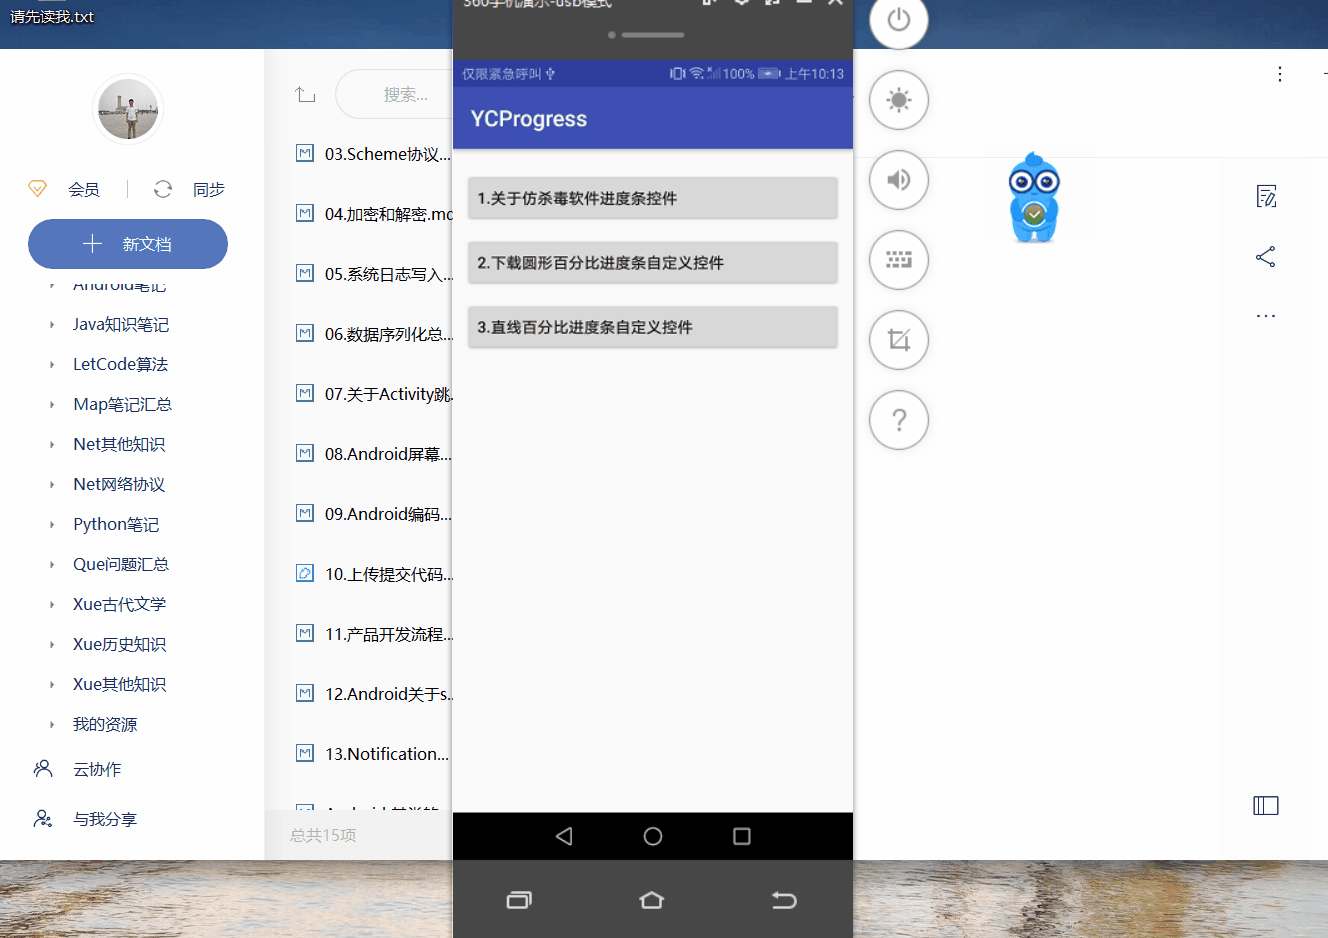 请先读我.txt
会员
同步
新文档
Android笔记
Java知识笔记
LetCode算法
Map笔记汇总
Net其他知识
Net网络协议
Python笔记
Que问题汇总
Xue古代文学
Xue历史知识
Xue其他知识
我的资源
云协作
与我分享
搜索...
03.Scheme协议...
04.加密和解密.md
05.系统日志写入...
06.数据序列化总...
07.关于Activity跳...
08.Android屏幕...
09.Android编码...
10.上传提交代码...
11.产品开发流程...
12.Android关于s...
13.Notification...
总共15项
360手机演示-usb模式
仅限紧急呼叫
100%
上午10:13
YCProgress
1.关于仿杀毒软件进度条控件
2.下载圆形百分比进度条自定义控件
3.直线百分比进度条自定义控件
?